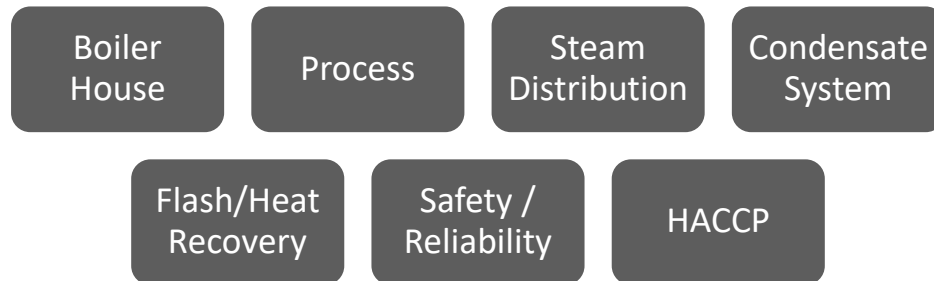 Boiler
House
Process
Steam
Distribution
Condensate
System
Flash/Heat
Recovery
Safety /
Reliability
HACCP